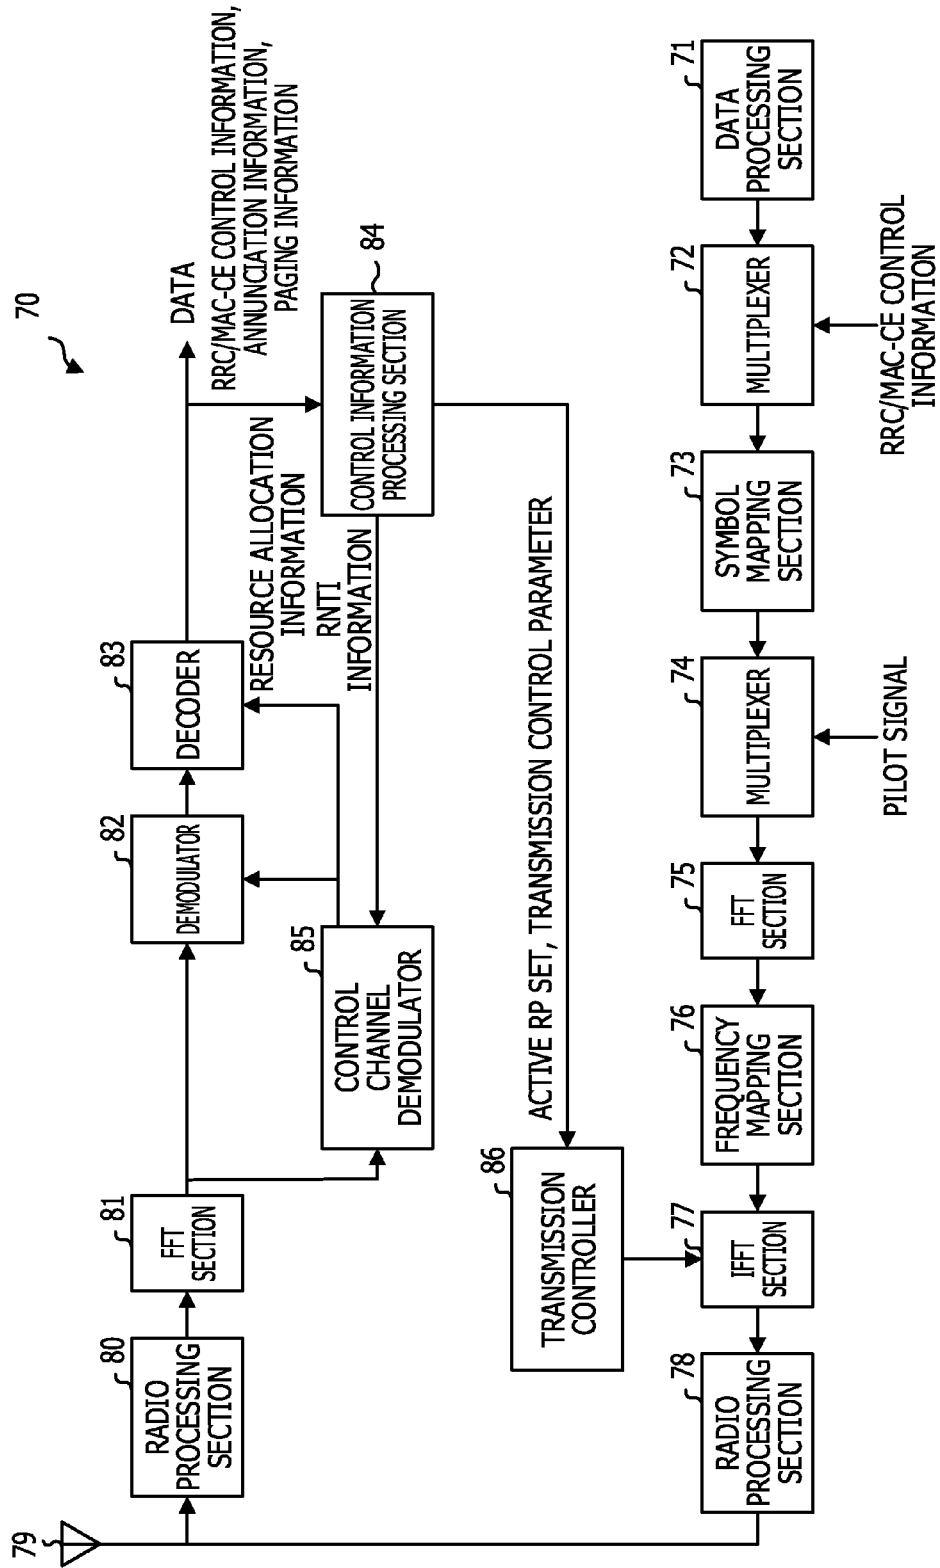 70
79
80
RADIO
PROCESSING
SECTION
81
FFT
SECTION
82
DEMODULATOR
83
DECODER
DATA
RRC/MAC-CE CONTROL INFORMATION,
ANNUNCIATION INFORMATION,
PAGING INFORMATION
RESOURCE ALLOCATION
INFORMATION
RNTI
INFORMATION
84
CONTROL INFORMATION
PROCESSING SECTION
85
CONTROL
CHANNEL
DEMODULATOR
ACTIVE RP SET, TRANSMISSION CONTROL PARAMETER
86
TRANSMISSION
CONTROLLER
78
RADIO
PROCESSING
SECTION
77
IFFT
SECTION
76
FREQUENCY
MAPPING
SECTION
75
FFT
SECTION
74
MULTIPLEXER
PILOT SIGNAL
73
SYMBOL
MAPPING
SECTION
72
MULTIPLEXER
RRC/MAC-CE CONTROL
INFORMATION
71
DATA
PROCESSING
SECTION